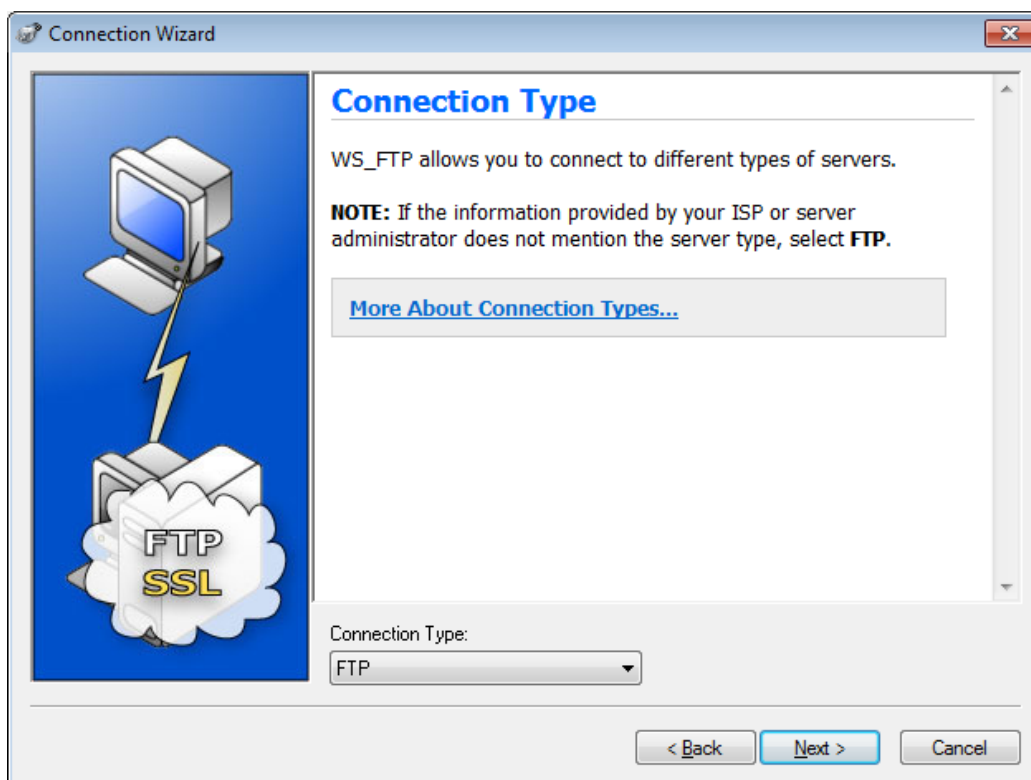 Connection Wizard
Connection Type
WS_FTP allows you to connect to different types of servers.
NOTE: If the information provided by your ISP or server
administrator does not mention the server type, select FTP.
More About Connection Types...
FTP
SSL
Connection Type:
FTP
< Back
Next >
Cancel